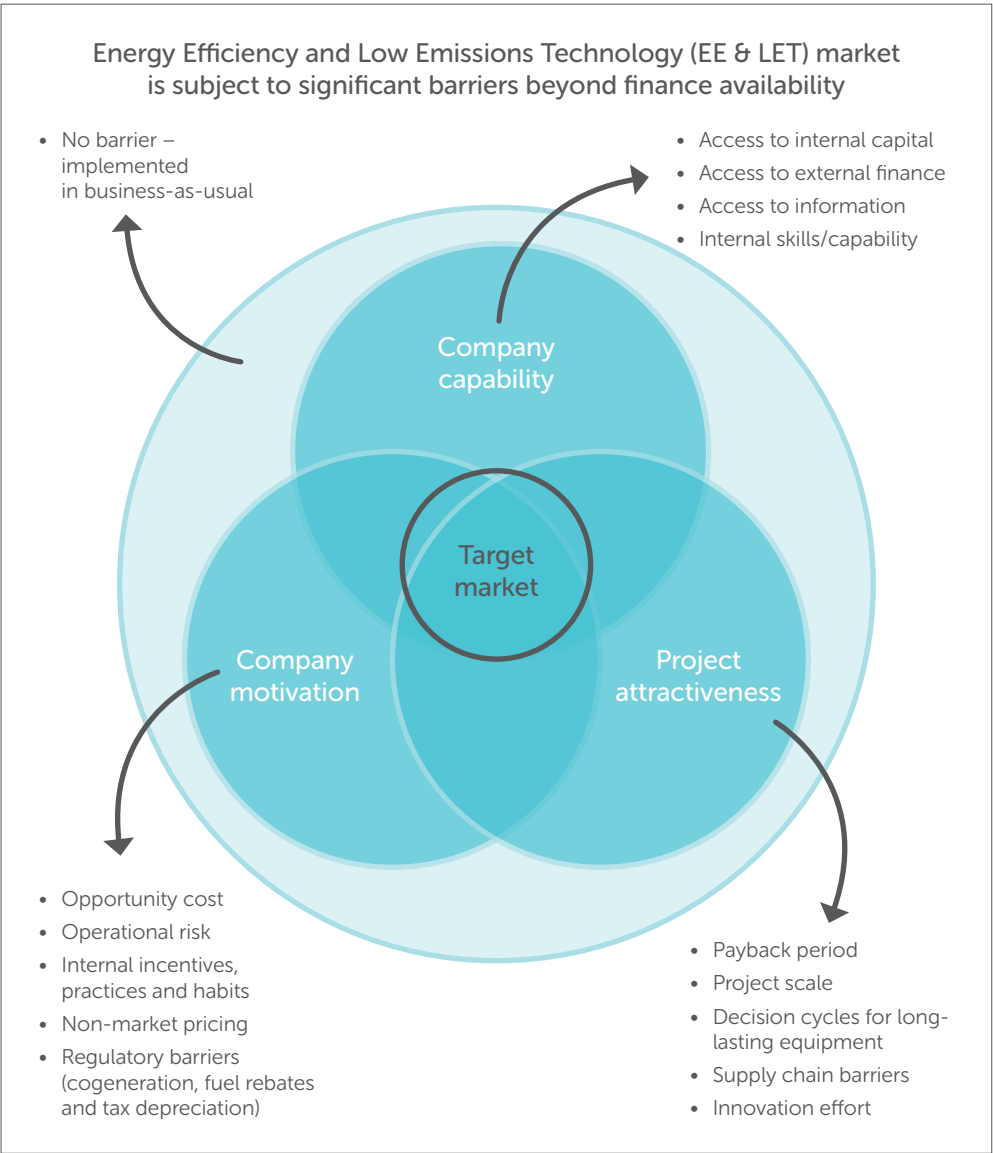 Energy Efficiency and Low Emissions Technology (EE & LET) market
is subject to significant barriers beyond finance availability
• No barrier –
implemented
in business-as-usual
• Access to internal capital
• Access to external finance
• Access to information
• Internal skills/capability
Company
capability
Target
market
Company
motivation
Project
attractiveness
• Opportunity cost
• Operational risk
• Internal incentives,
practices and habits
• Non-market pricing
• Regulatory barriers
(cogeneration, fuel rebates
and tax depreciation)
• Payback period
• Project scale
• Decision cycles for long-
lasting equipment
• Supply chain barriers
• Innovation effort